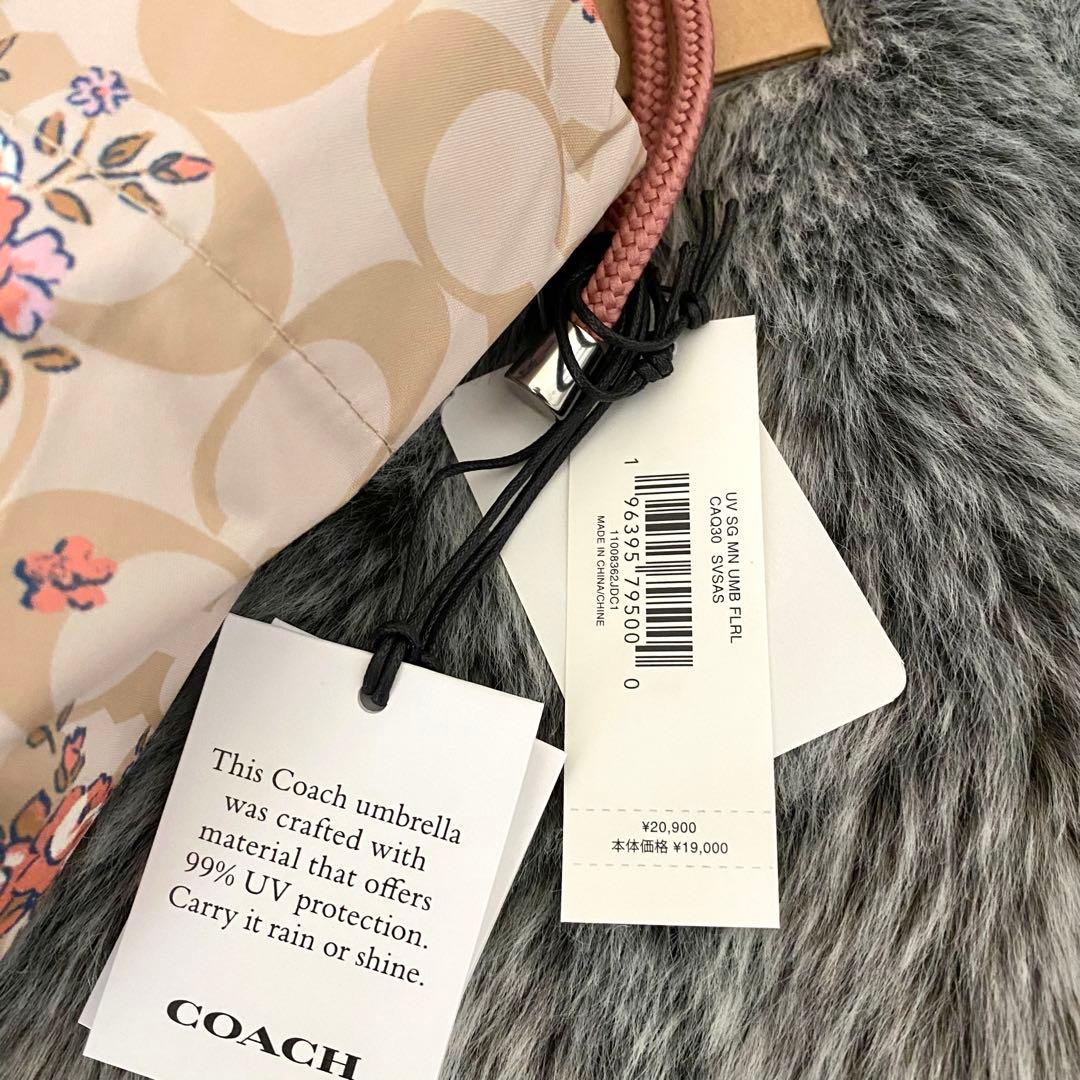 This Coach umbrella
was crafted with
material that offers
99% UV protection.
Carry it rain or shine.
COACH
UV SG MN UMB FLRL
CAQ30 SVSAS
1 96395 79500 0
11008362JDC1
MADE IN CHINA/CHINE
¥20,900
本体価格 ¥19,000